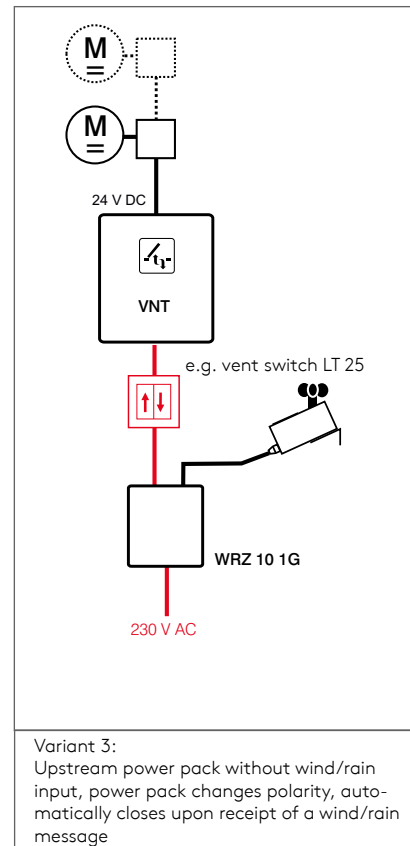 M
M
24 V DC
VNT
e.g. vent switch LT 25
WRZ 10 1G
230 V AC
Variant 3:
Upstream power pack without wind/rain
input, power pack changes polarity, auto-
matically closes upon receipt of a wind/rain
message